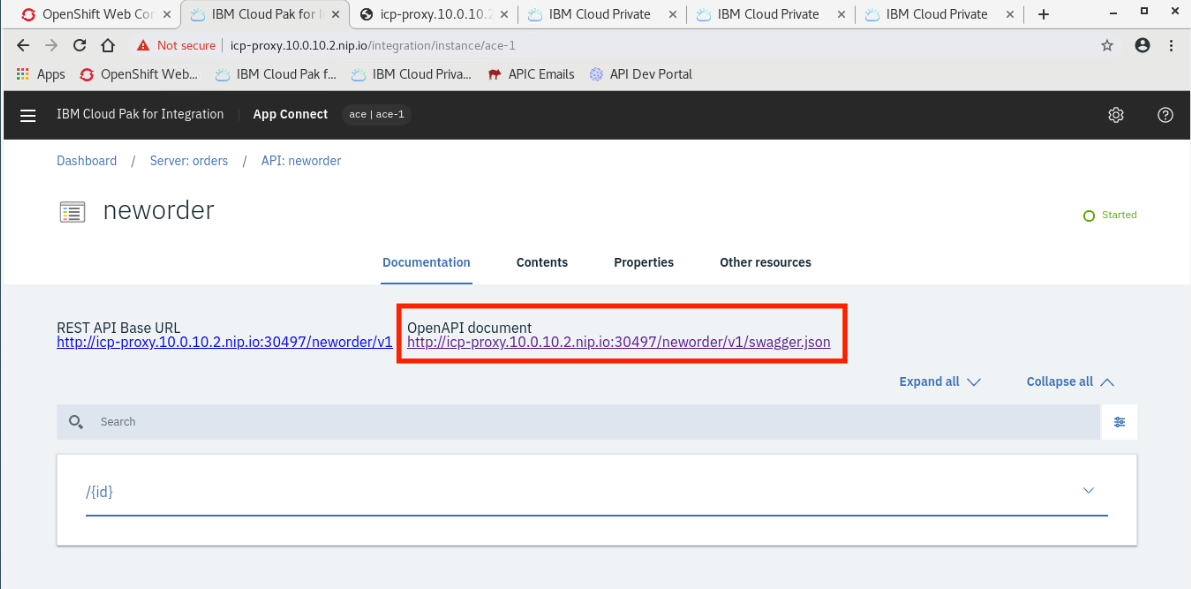 OpenShift Web Cor
IBM Cloud Pak for I
icp-proxy.10.0.10.2
IBM Cloud Private
IBM Cloud Private
IBM Cloud Private
Not secure
icp-proxy.10.0.10.2.nip.io/integration/instance/ace-1
Apps
OpenShift Web...
IBM Cloud Pak f...
IBM Cloud Priva...
APIC Emails
API Dev Portal
IBM Cloud Pak for Integration
App Connect
ace | ace-1
Dashboard / Server: orders / API: neworder
neworder
Started
Documentation
Contents
Properties
Other resources
REST API Base URL
http://icp-proxy.10.0.10.2.nip.io:30497/neworder/v1
OpenAPI document
http://icp-proxy.10.0.10.2.nip.io:30497/neworder/v1/swagger.json
Expand all
Collapse all
Search
/{id}